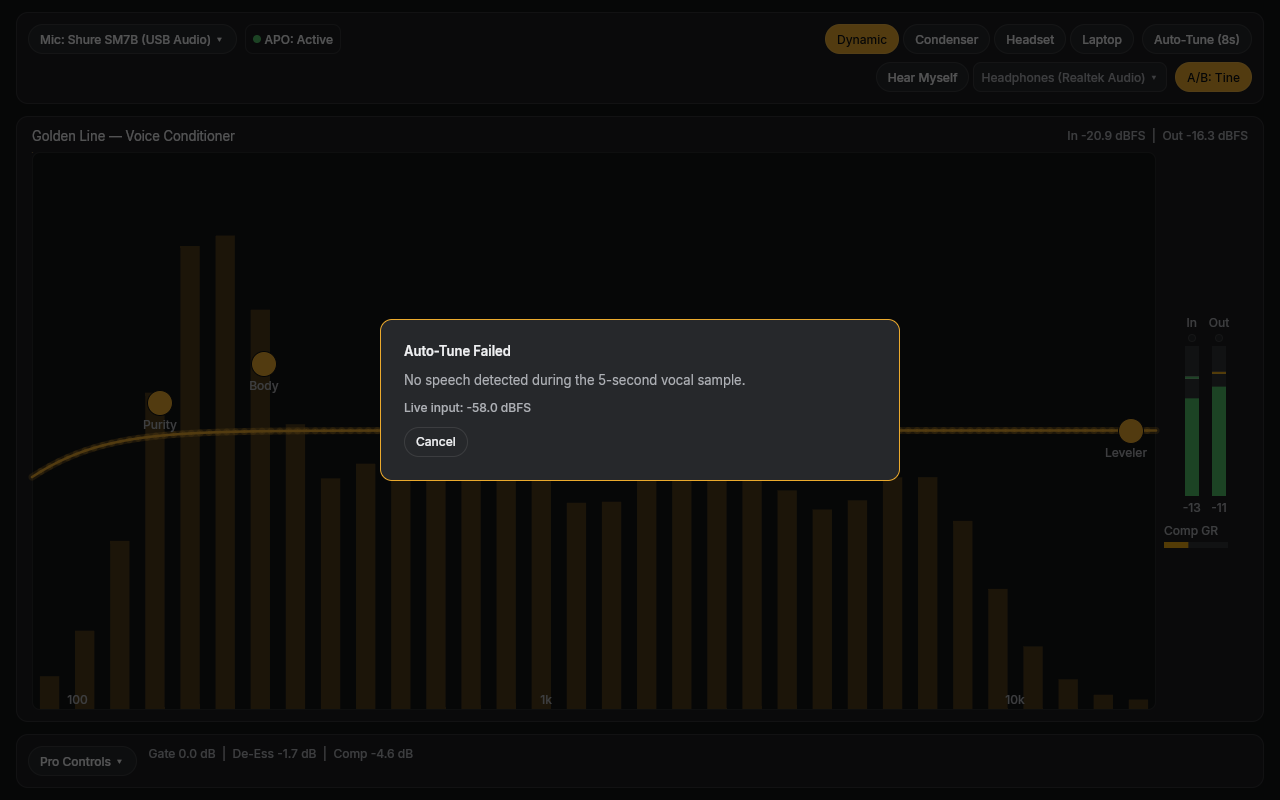 Mic: Shure SM7B (USB Audio) ▾
APO: Active
Dynamic
Condenser
Headset
Laptop
Auto-Tune (8s)
Hear Myself
Headphones (Realtek Audio) ▾
A/B: Tine
Golden Line — Voice Conditioner
In -20.9 dBFS | Out -16.3 dBFS
Body
Purity
Leveler
Auto-Tune Failed
No speech detected during the 5-second vocal sample.
Live input: -58.0 dBFS
Cancel
In Out
-13 -11
Comp GR
100 1k 10k
Pro Controls ▾
Gate 0.0 dB | De-Ess -1.7 dB | Comp -4.6 dB